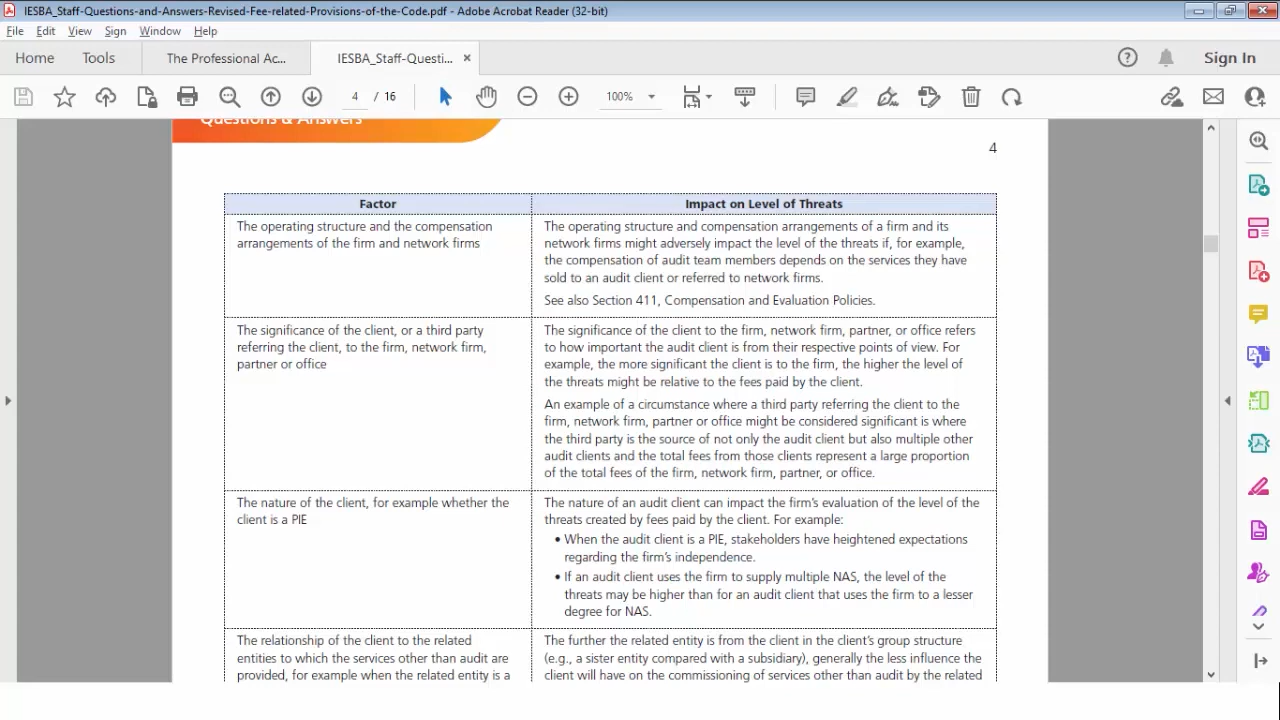 IESBA_Staff-Questions-and-Answers-Revised-Fee-related-Provisions-of-the-Code.pdf - Adobe Acrobat Reader (32-bit)
File Edit View Sign Window Help
Home Tools The Professional Ac... IESBA_Staff-Questi... × Sign In
4 / 16 100%
Questions & Answers
4
Factor Impact on Level of Threats
The operating structure and the compensation
arrangements of the firm and network firms
The operating structure and compensation arrangements of a firm and its
network firms might adversely impact the level of the threats if, for example,
the compensation of audit team members depends on the services they have
sold to an audit client or referred to network firms.
See also Section 411, Compensation and Evaluation Policies.
The significance of the client, or a third party
referring the client, to the firm, network firm,
partner or office
The significance of the client to the firm, network firm, partner, or office refers
to how important the audit client is from their respective points of view. For
example, the more significant the client is to the firm, the higher the level of
the threats might be relative to the fees paid by the client.
An example of a circumstance where a third party referring the client to the
firm, network firm, partner or office might be considered significant is where
the third party is the source of not only the audit client but also multiple other
audit clients and the total fees from those clients represent a large proportion
of the total fees of the firm, network firm, partner, or office.
The nature of the client, for example whether the
client is a PIE
The nature of an audit client can impact the firm's evaluation of the level of the
threats created by fees paid by the client. For example:
• When the audit client is a PIE, stakeholders have heightened expectations
regarding the firm's independence.
• If an audit client uses the firm to supply multiple NAS, the level of the
threats may be higher than for an audit client that uses the firm to a lesser
degree for NAS.
The relationship of the client to the related
entities to which the services other than audit are
provided, for example when the related entity is a
The further the related entity is from the client in the client's group structure
(e.g., a sister entity compared with a subsidiary), generally the less influence the
client will have on the commissioning of services other than audit by the related